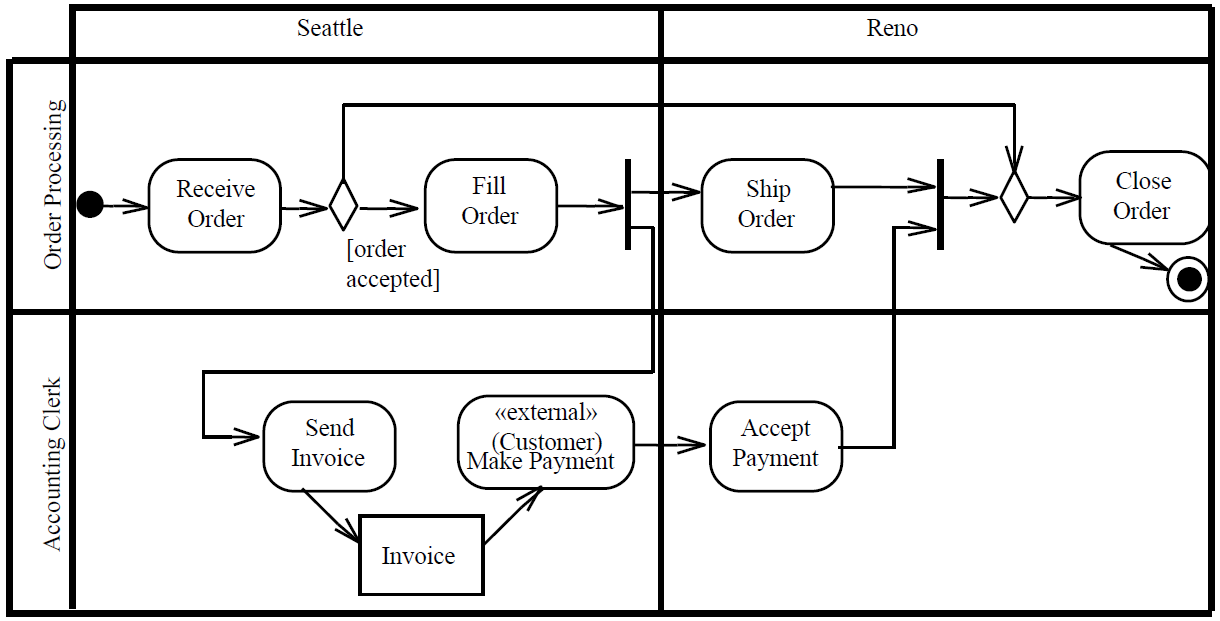 Seattle
Reno
Order Processing
Receive
Order
[order
accepted]
Fill
Order
Ship
Order
Close
Order
Accounting Clerk
Send
Invoice
Invoice
«external»
(Customer)
Make Payment
Accept
Payment